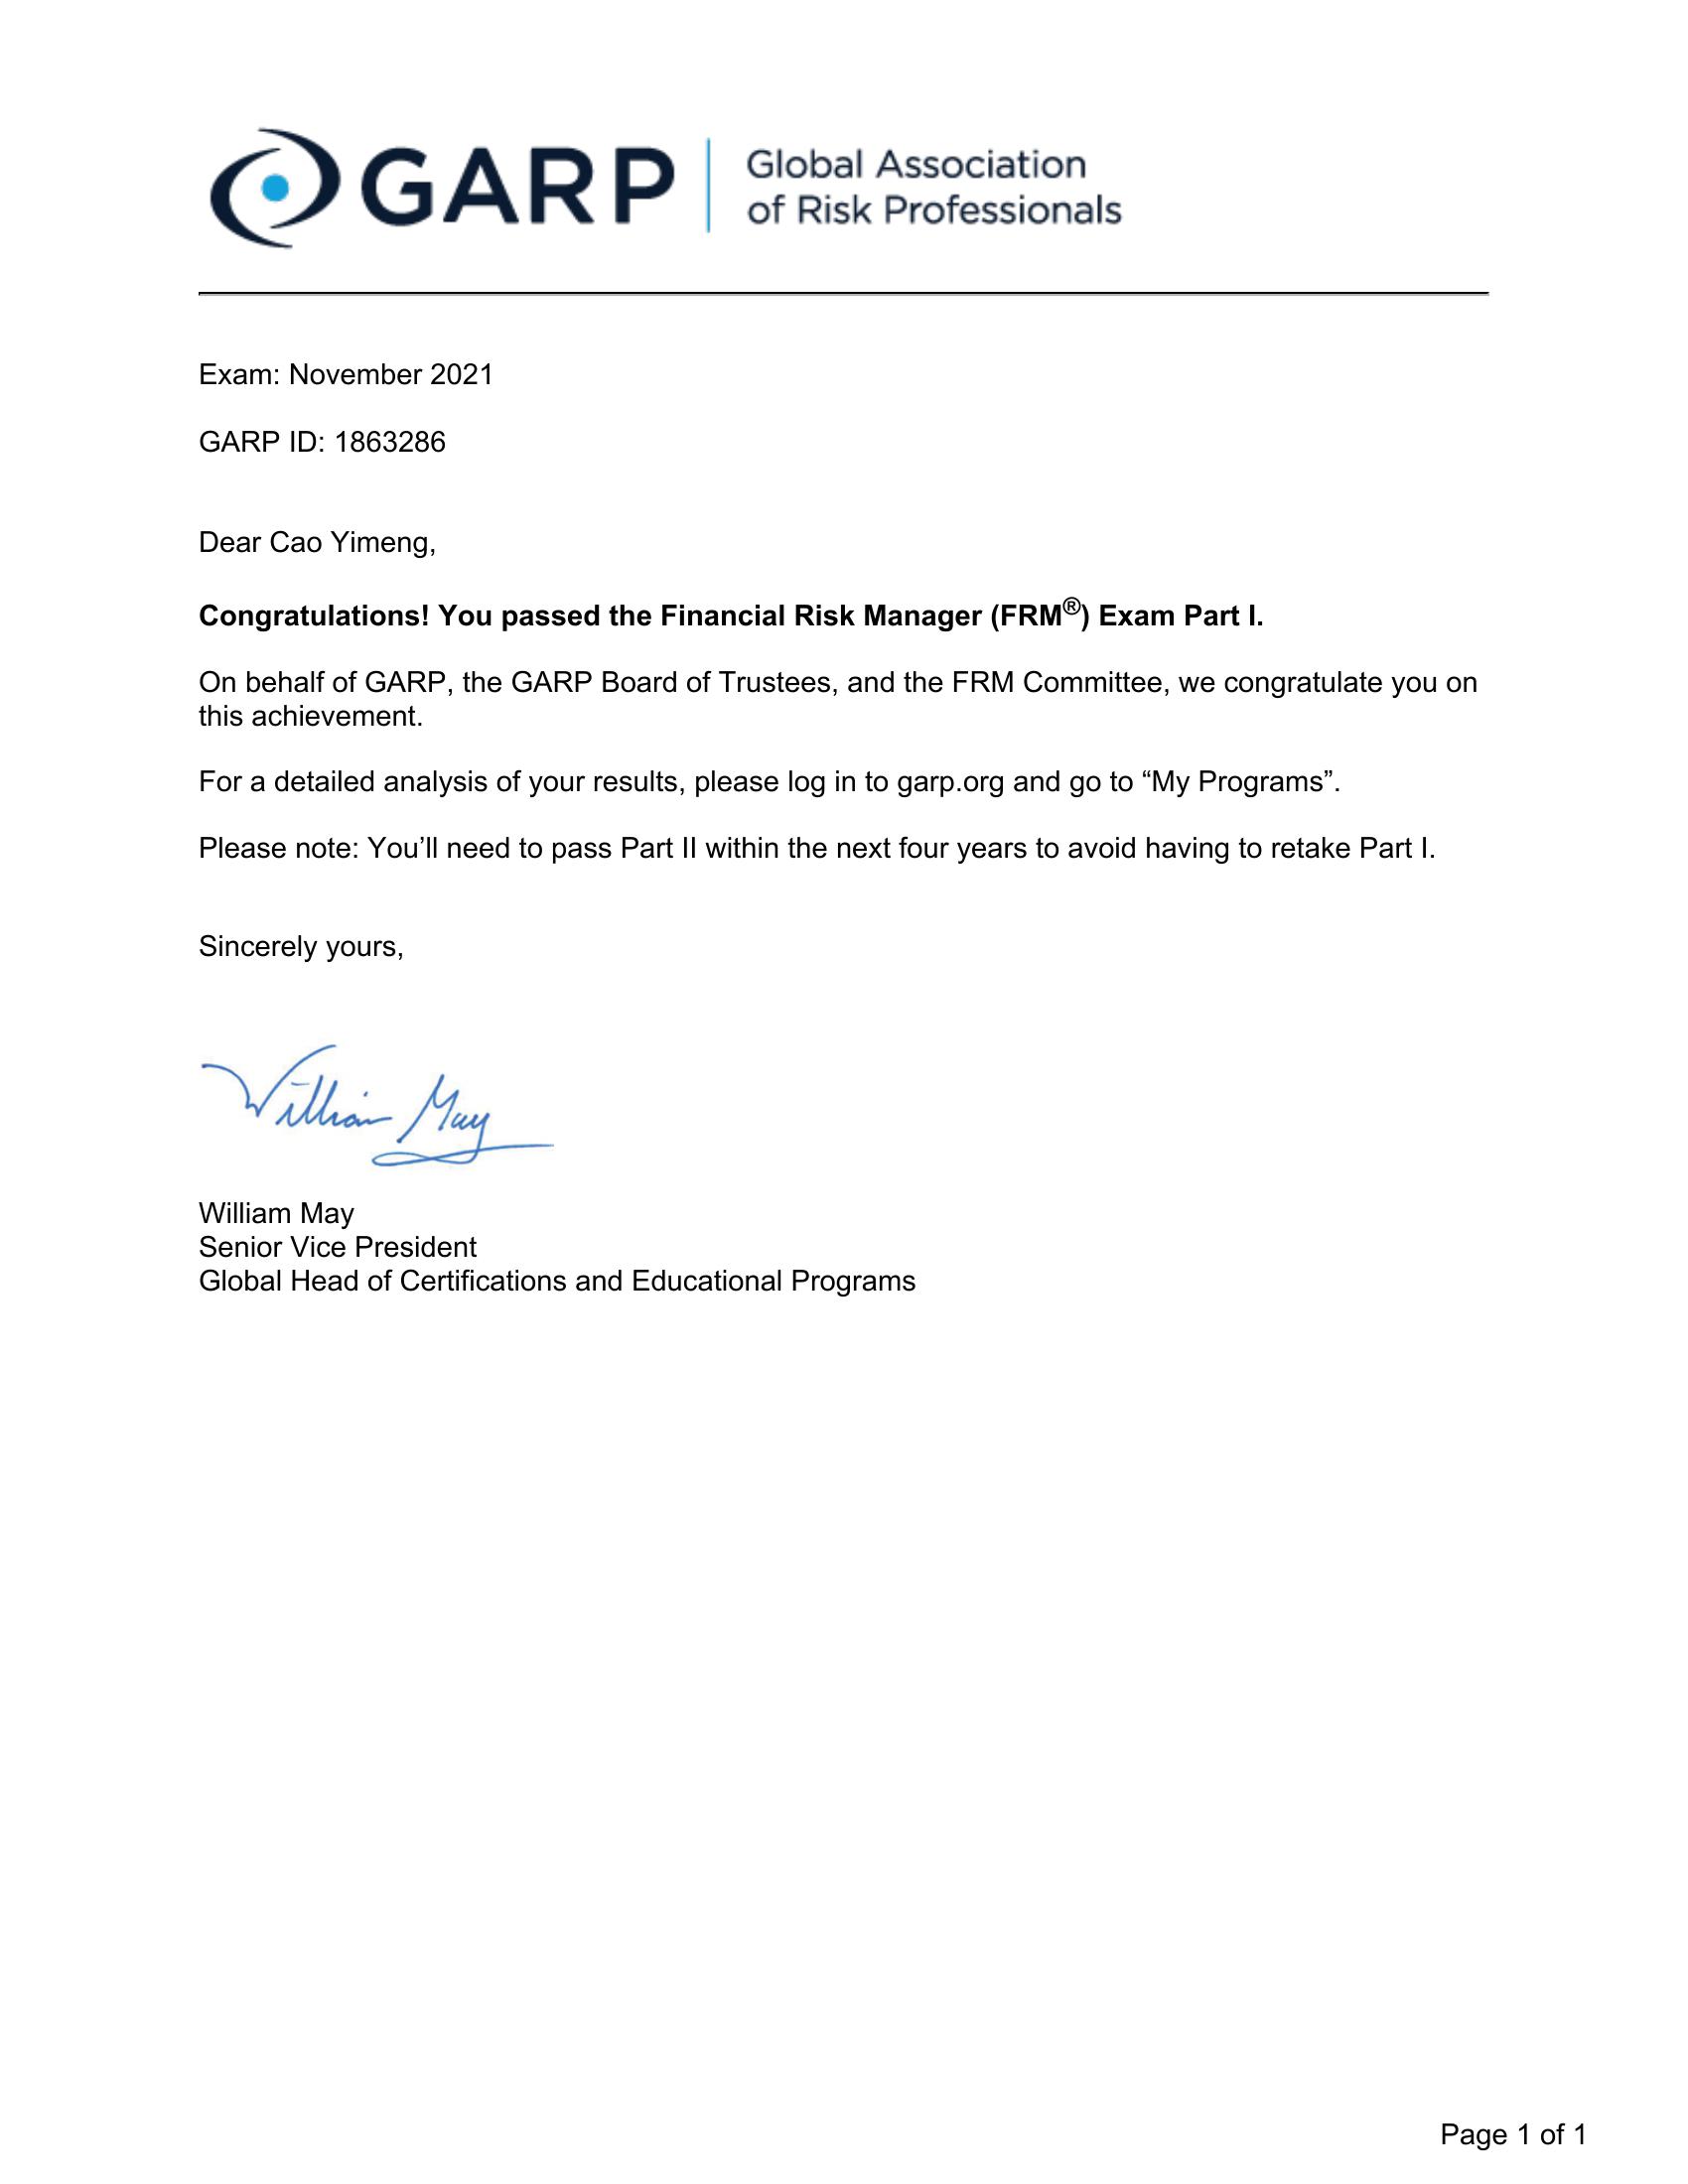 GARP
Global Association
of Risk Professionals
Exam: November 2021
GARP ID: 1863286
Dear Cao Yimeng,
Congratulations! You passed the Financial Risk Manager (FRM®) Exam Part I.
On behalf of GARP, the GARP Board of Trustees, and the FRM Committee, we congratulate you on
this achievement.
For a detailed analysis of your results, please log in to garp.org and go to “My Programs”.
Please note: You’ll need to pass Part II within the next four years to avoid having to retake Part I.
Sincerely yours,
William May
William May
Senior Vice President
Global Head of Certifications and Educational Programs
Page 1 of 1